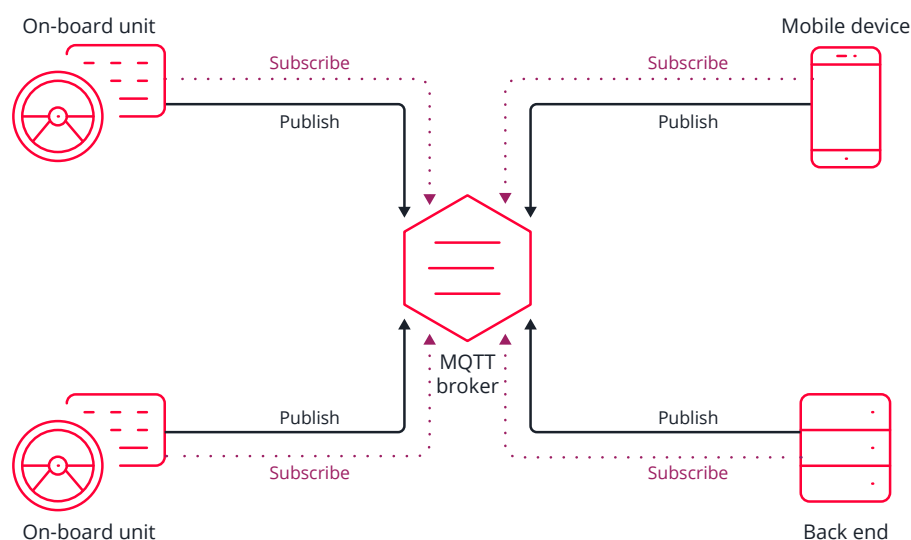 On-board unit
Mobile device
Subscribe
Subscribe
Publish
Publish
MQTT
broker
Publish
Publish
Subscribe
Subscribe
On-board unit
Back end